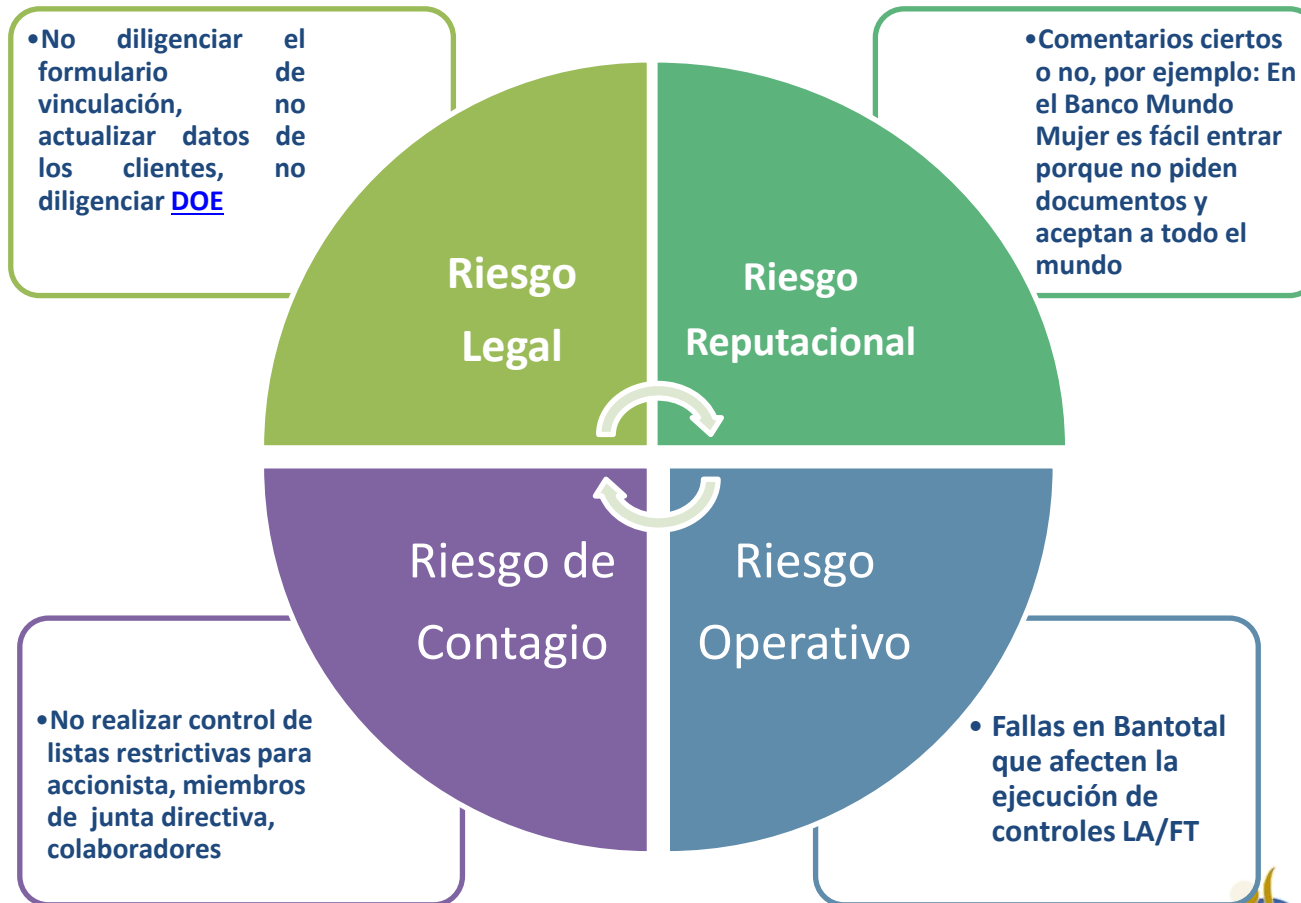 •No diligenciar el
formulario de
vinculación, no
actualizar datos de
los clientes, no
diligenciar DOE
•Comentarios ciertos
o no, por ejemplo: En
el Banco Mundo
Mujer es fácil entrar
porque no piden
documentos y
aceptan a todo el
mundo
Riesgo
Legal
Riesgo
Reputacional
Riesgo de
Contagio
Riesgo
Operativo
•No realizar control de
listas restrictivas para
accionista, miembros
de junta directiva,
colaboradores
• Fallas en Bantotal
que afecten la
ejecución de
controles LA/FT